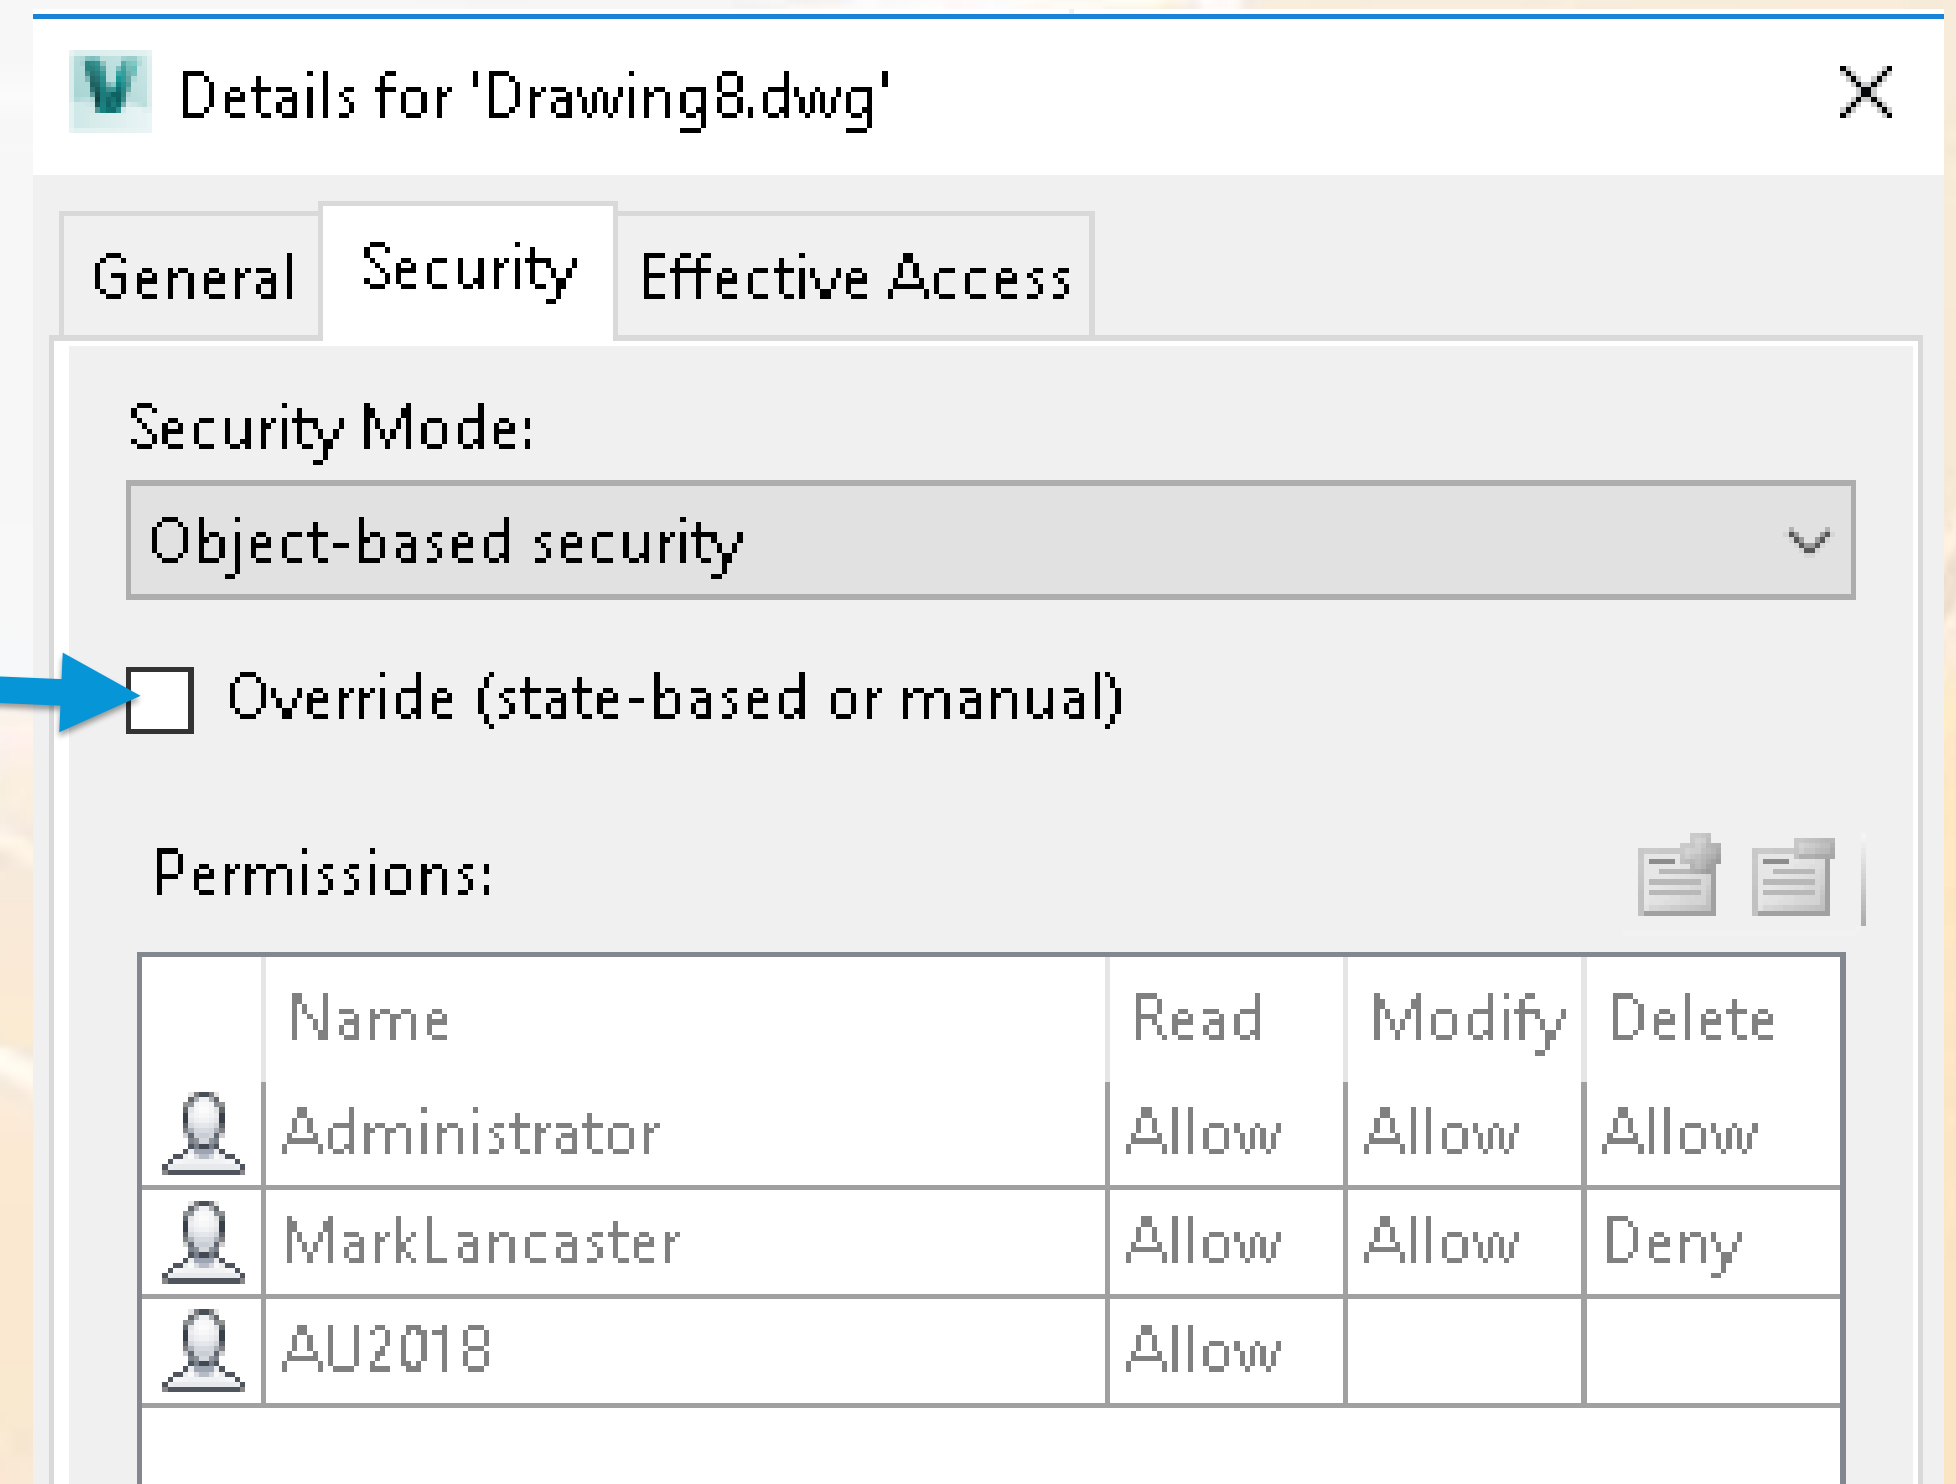 Details for 'Drawing8.dwg'
General Security Effective Access
Security Mode:
Object-based security
Override (state-based or manual)
Permissions:
Name Read Modify Delete
Administrator Allow Allow Allow
MarkLancaster Allow Allow Deny
AU2018 Allow